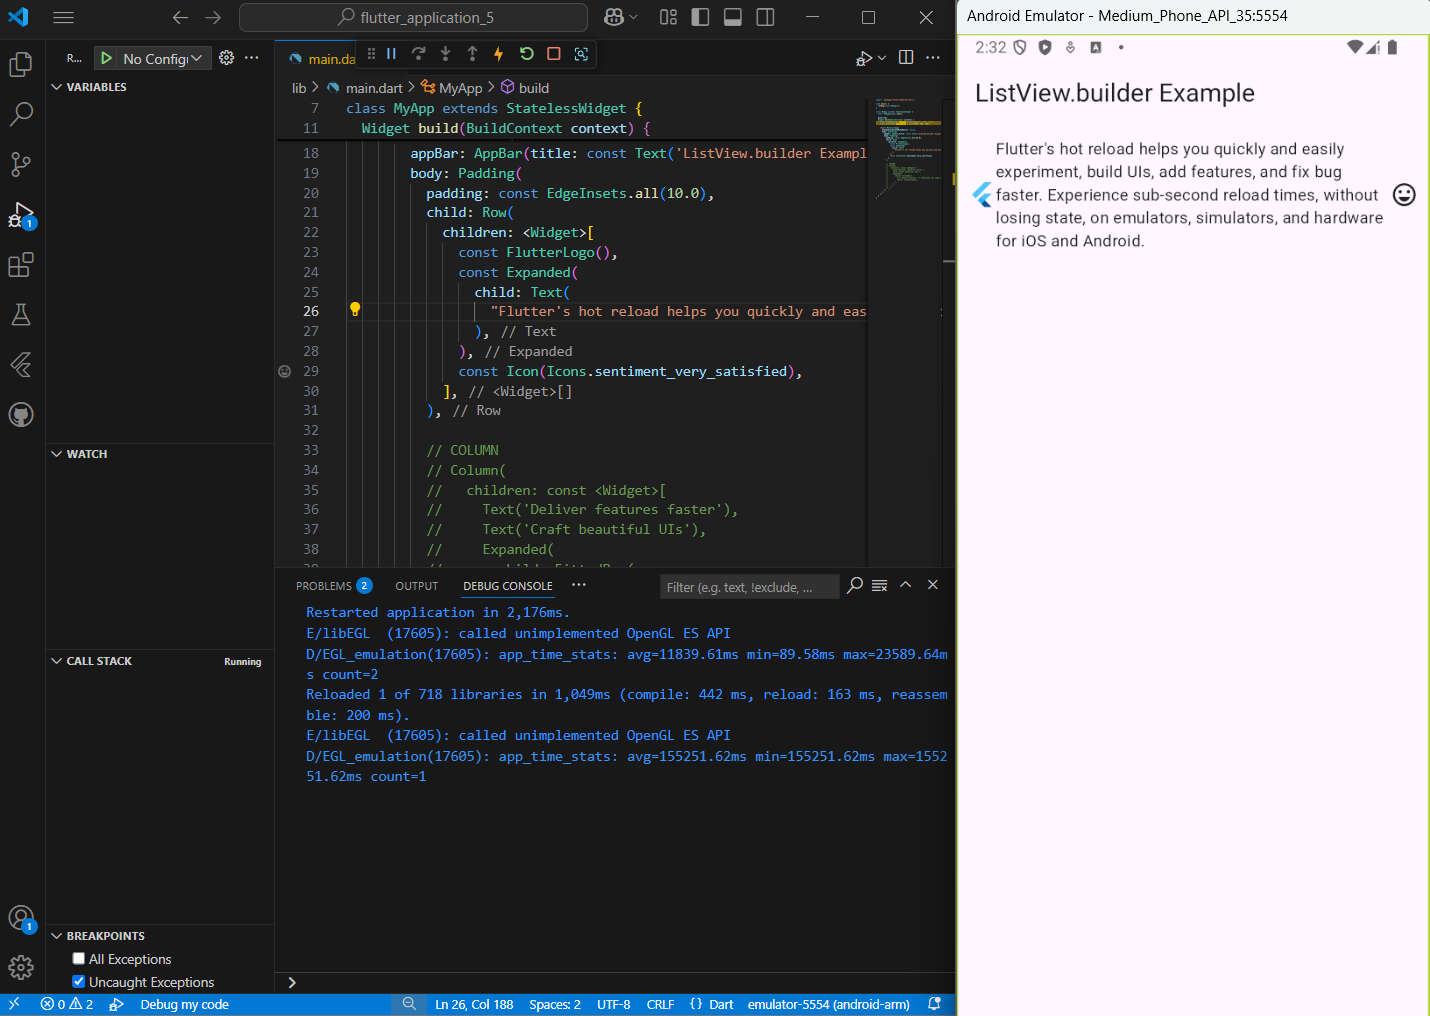 flutter_application_5
R...
No Config
main.da
lib > main.dart > MyApp > build
7 class MyApp extends StatelessWidget {
11 Widget build(BuildContext context) {
18 appBar: AppBar(title: const Text('ListView.builder Exampl
19 body: Padding(
20 padding: const EdgeInsets.all(10.0),
21 child: Row(
22 children: <Widget>[
23 const FlutterLogo(),
24 const Expanded(
25 child: Text(
26 "Flutter's hot reload helps you quickly and eas
27 ), // Text
28 ), // Expanded
29 const Icon(Icons.sentiment_very_satisfied),
30 ], // <Widget>[]
31 ), // Row
32
33 // COLUMN
34 // Column(
35 //   children: const <Widget>[
36 //     Text('Deliver features faster'),
37 //     Text('Craft beautiful UIs'),
38 //     Expanded(
VARIABLES
WATCH
CALL STACK Running
BREAKPOINTS
All Exceptions
Uncaught Exceptions
1
1
PROBLEMS 2 OUTPUT DEBUG CONSOLE ...
Filter (e.g. text, !exclude, ...
Restarted application in 2,176ms.
E/libEGL  (17605): called unimplemented OpenGL ES API
D/EGL_emulation(17605): app_time_stats: avg=11839.61ms min=89.58ms max=23589.64m
s count=2
Reloaded 1 of 718 libraries in 1,049ms (compile: 442 ms, reload: 163 ms, reassem
ble: 200 ms).
E/libEGL  (17605): called unimplemented OpenGL ES API
D/EGL_emulation(17605): app_time_stats: avg=155251.62ms min=155251.62ms max=1552
51.62ms count=1
0 2 Debug my code Ln 26, Col 188 Spaces: 2 UTF-8 CRLF {} Dart emulator-5554 (android-arm)
Android Emulator - Medium_Phone_API_35:5554
2:32
ListView.builder Example
Flutter's hot reload helps you quickly and easily
experiment, build UIs, add features, and fix bug
faster. Experience sub-second reload times, without
losing state, on emulators, simulators, and hardware
for iOS and Android.